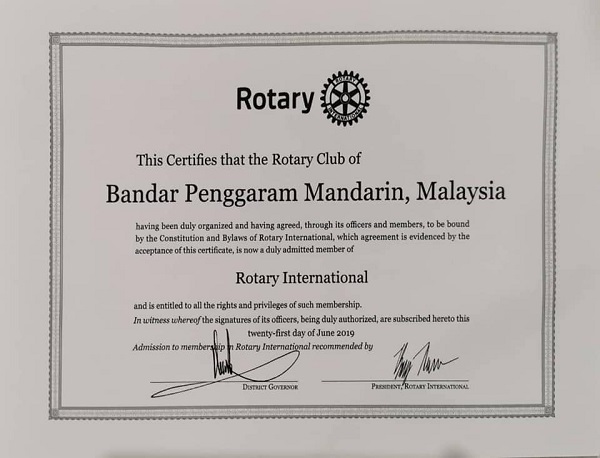 Rotary
ROTARY
INTERNATIONAL
This Certifies that the Rotary Club of
Bandar Penggaram Mandarin, Malaysia
having been duly organized and having agreed, through its officers and members, to be bound
by the Constitution and Bylaws of Rotary International, which agreement is evidenced by the
acceptance of this certificate, is now a duly admitted member of
Rotary International
and is entitled to all the rights and privileges of such membership.
In witness whereof the signatures of its officers, being duly authorized, are subscribed hereto this
twenty-first day of June 2019
Admission to membership in Rotary International recommended by
DISTRICT GOVERNOR
PRESIDENT, ROTARY INTERNATIONAL